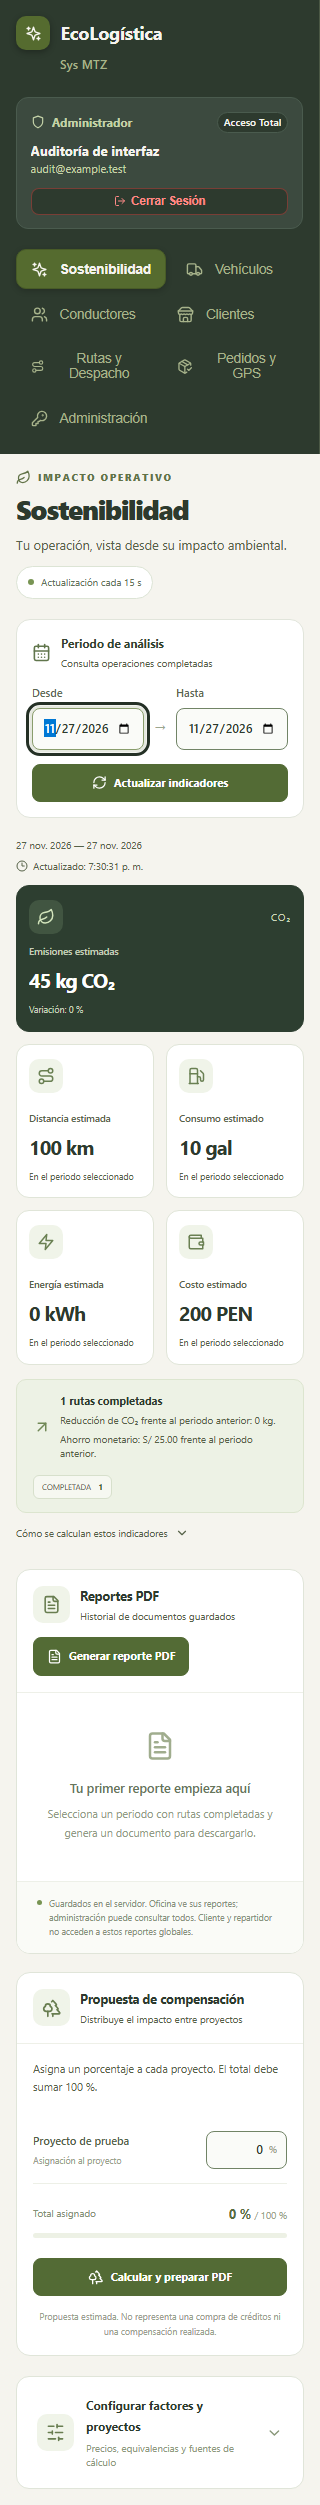 EcoLogística
Sys MTZ
Administrador
Acceso Total
Auditoría de interfaz
audit@example.test
Cerrar Sesión
Sostenibilidad
Vehículos
Conductores
Clientes
Rutas y
Despacho
Pedidos y
GPS
Administración
IMPACTO OPERATIVO
Sostenibilidad
Tu operación, vista desde su impacto ambiental.
Actualización cada 15 s
Periodo de análisis
Consulta operaciones completadas
Desde
Hasta
11/27/2026
→
11/27/2026
Actualizar indicadores
27 nov. 2026 — 27 nov. 2026
Actualizado: 7:30:31 p. m.
CO₂
Emisiones estimadas
45 kg CO₂
Variación: 0 %
Distancia estimada
100 km
En el periodo seleccionado
Consumo estimado
10 gal
En el periodo seleccionado
Energía estimada
0 kWh
En el periodo seleccionado
Costo estimado
200 PEN
En el periodo seleccionado
1 rutas completadas
Reducción de CO₂ frente al periodo anterior: 0 kg.
Ahorro monetario: S/ 25.00 frente al periodo
anterior.
COMPLETADA 1
Cómo se calculan estos indicadores
Reportes PDF
Historial de documentos guardados
Generar reporte PDF
Tu primer reporte empieza aquí
Selecciona un periodo con rutas completadas y
genera un documento para descargarlo.
Guardados en el servidor. Oficina ve sus reportes;
administración puede consultar todos. Cliente y repartidor
no acceden a estos reportes globales.
Propuesta de compensación
Distribuye el impacto entre proyectos
Asigna un porcentaje a cada proyecto. El total debe
sumar 100 %.
Proyecto de prueba
Asignación al proyecto
0 %
Total asignado
0 % / 100 %
Calcular y preparar PDF
Propuesta estimada. No representa una compra de créditos ni
una compensación realizada.
Configurar factores y
proyectos
Precios, equivalencias y fuentes de
cálculo